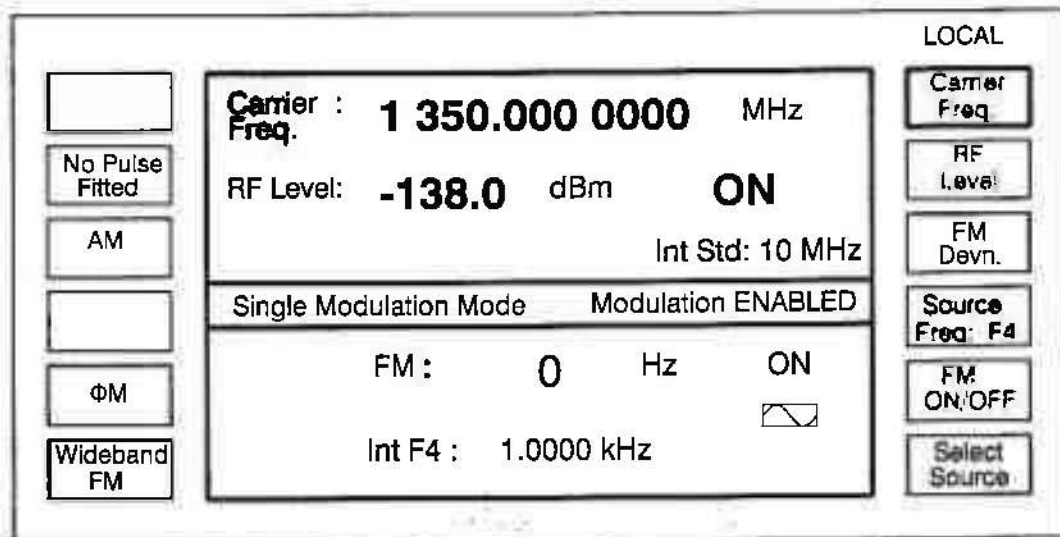 LOCAL
No Pulse
Fitted
AM
ΦM
Wideband
FM
Carrier :
Freq.
1 350.000 0000 MHz
RF Level: -138.0 dBm ON
Int Std: 10 MHz
Single Modulation Mode Modulation ENABLED
FM : 0 Hz ON
Int F4 : 1.0000 kHz
Carrier
Freq.
RF
Level
FM
Devn.
Source
Freq: F4
FM
ON/OFF
Select
Source